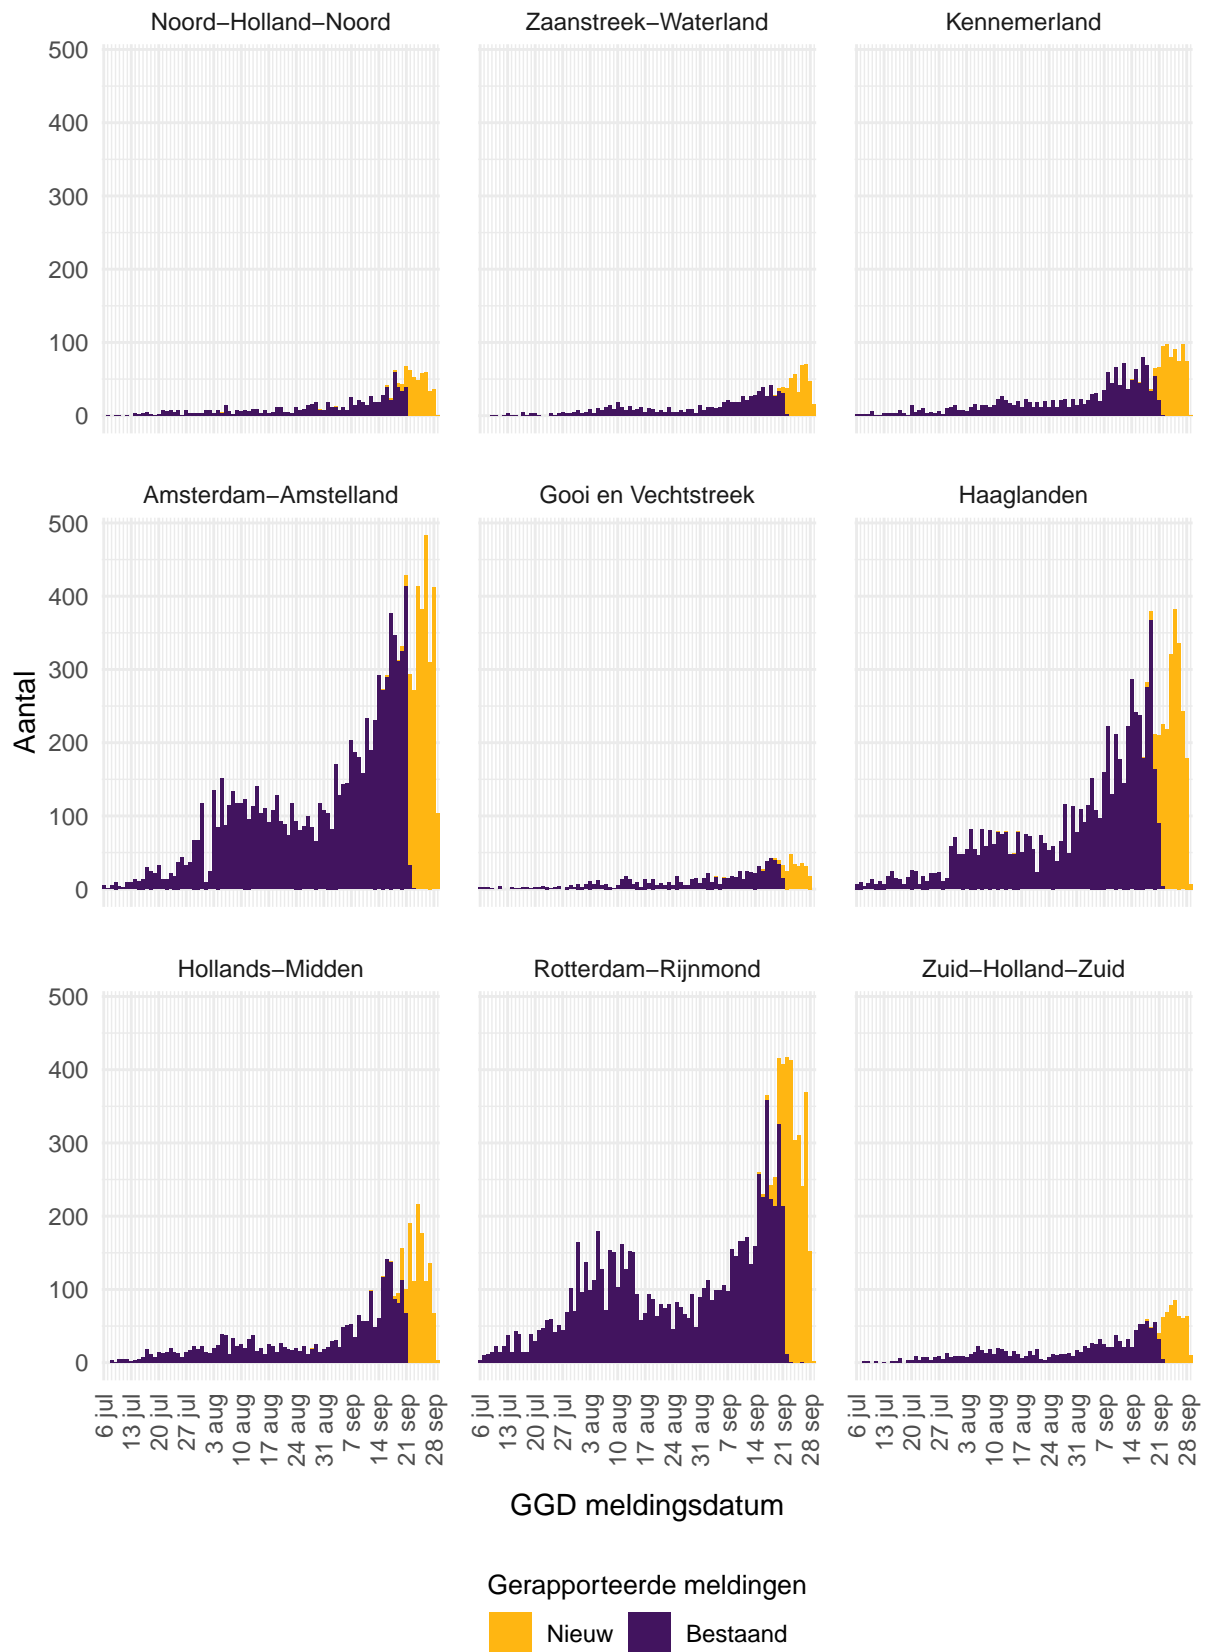 Noord−Holland−Noord
Zaanstreek−Waterland
Kennemerland
500
400
300
200
100
0
Amsterdam−Amstelland
Gooi en Vechtstreek
Haaglanden
500
400
300
200
100
0
Aantal
Hollands−Midden
Rotterdam−Rijnmond
Zuid−Holland−Zuid
500
400
300
200
100
0
6 jul
13 jul
20 jul
27 jul
3 aug
10 aug
17 aug
24 aug
31 aug
7 sep
14 sep
21 sep
28 sep
6 jul
13 jul
20 jul
27 jul
3 aug
10 aug
17 aug
24 aug
31 aug
7 sep
14 sep
21 sep
28 sep
6 jul
13 jul
20 jul
27 jul
3 aug
10 aug
17 aug
24 aug
31 aug
7 sep
14 sep
21 sep
28 sep
GGD meldingsdatum
Gerapporteerde meldingen
Nieuw
Bestaand